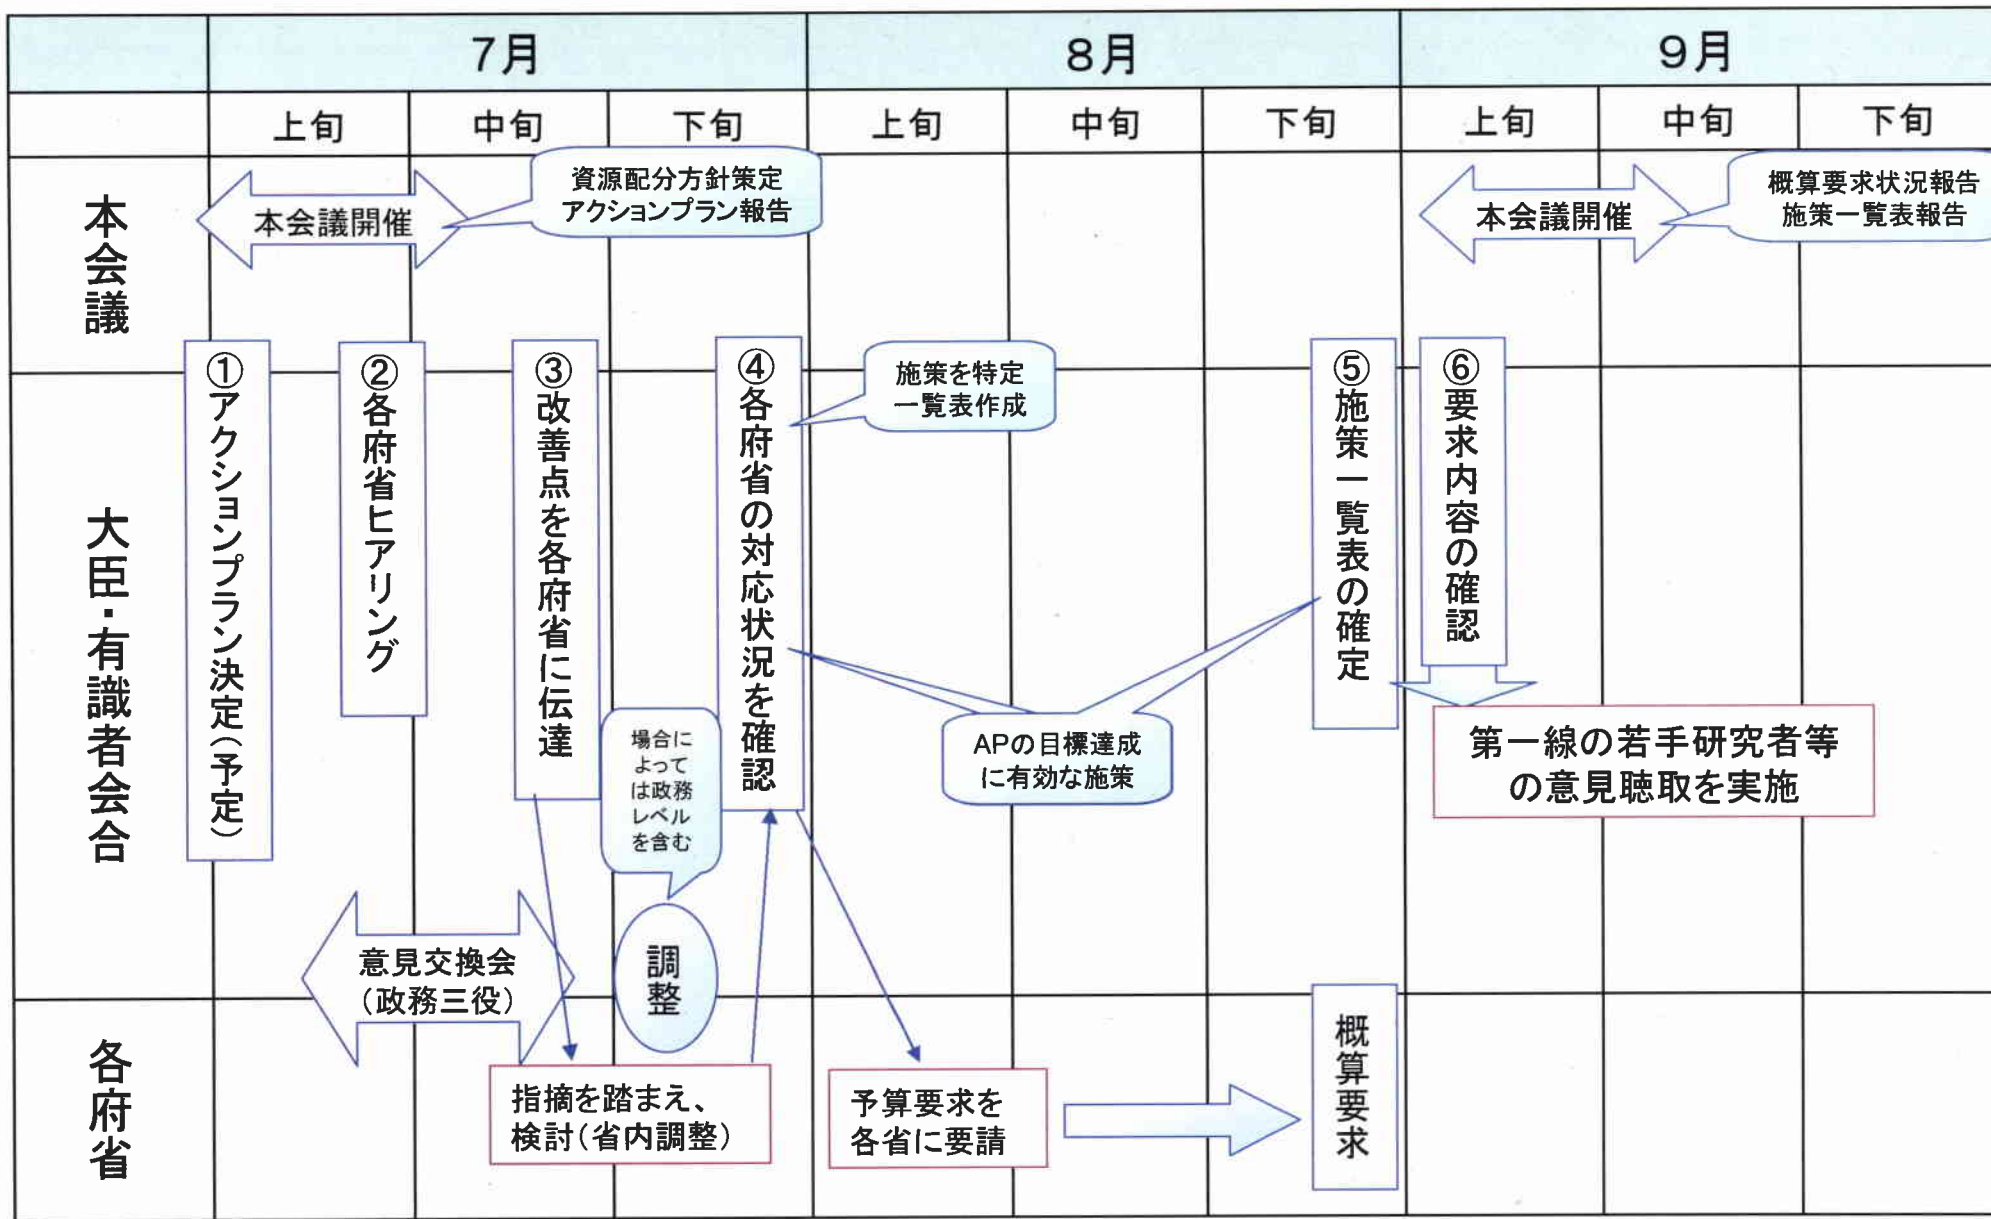 7月
8月
9月
上旬
中旬
下旬
上旬
中旬
下旬
上旬
中旬
下旬
本会議
本会議開催
資源配分方針策定
アクションプラン報告
本会議開催
概算要求状況報告
施策一覧表報告
大臣・有識者会合
①アクションプラン決定(予定)
②各府省ヒアリング
③改善点を各府省に伝達
④各府省の対応状況を確認
施策を特定
一覧表作成
⑤施策一覧表の確定
⑥要求内容の確認
場合に
よって
は政務
レベル
を含む
APの目標達成
に有効な施策
第一線の若手研究者等
の意見聴取を実施
意見交換会
(政務三役)
調整
各府省
指摘を踏まえ、
検討(省内調整)
予算要求を
各省に要請
概算要求